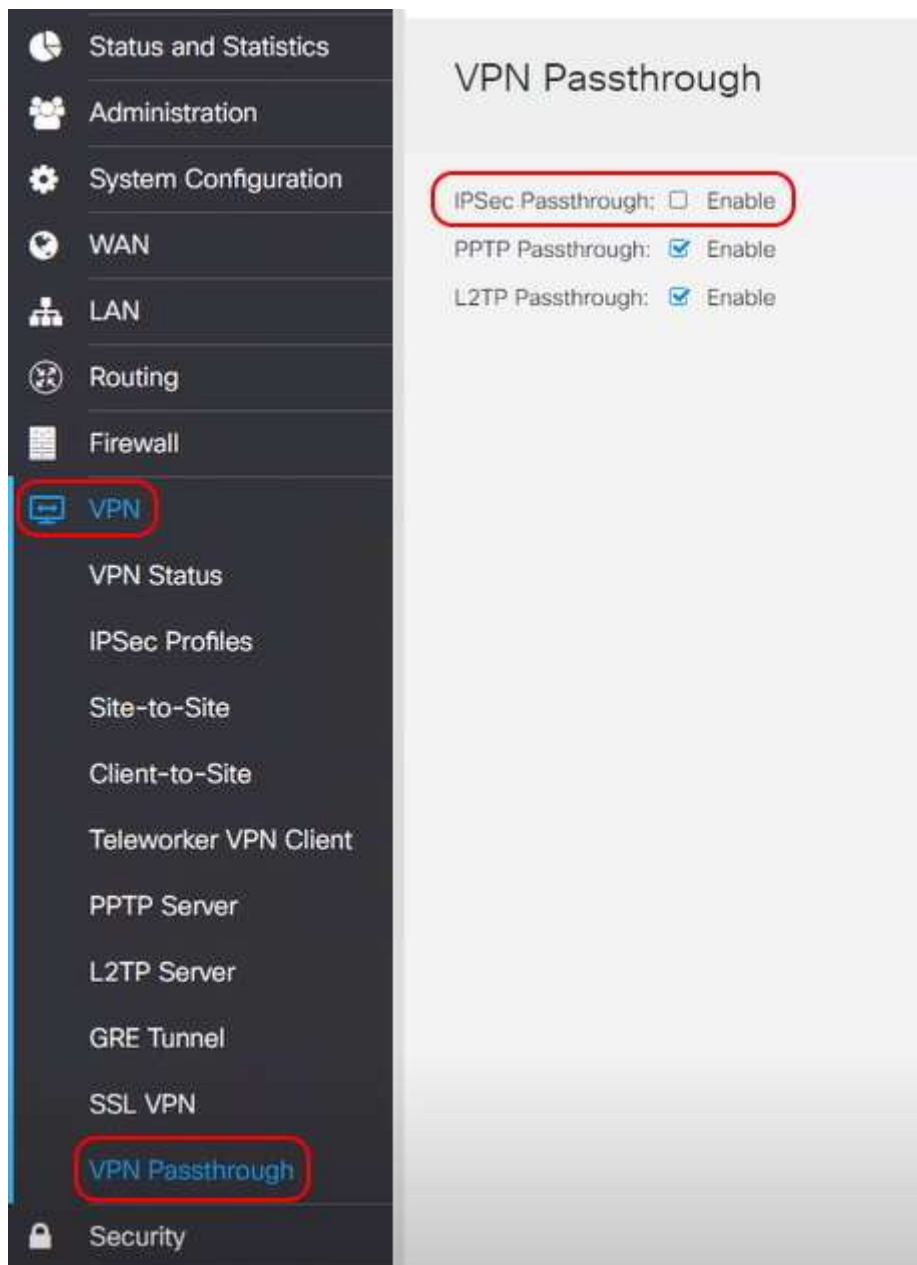 Status and Statistics
Administration
System Configuration
WAN
LAN
Routing
Firewall
VPN
VPN Status
IPSec Profiles
Site-to-Site
Client-to-Site
Teleworker VPN Client
PPTP Server
L2TP Server
GRE Tunnel
SSL VPN
VPN Passthrough
Security
VPN Passthrough
IPSec Passthrough: Enable
PPTP Passthrough: Enable
L2TP Passthrough: Enable